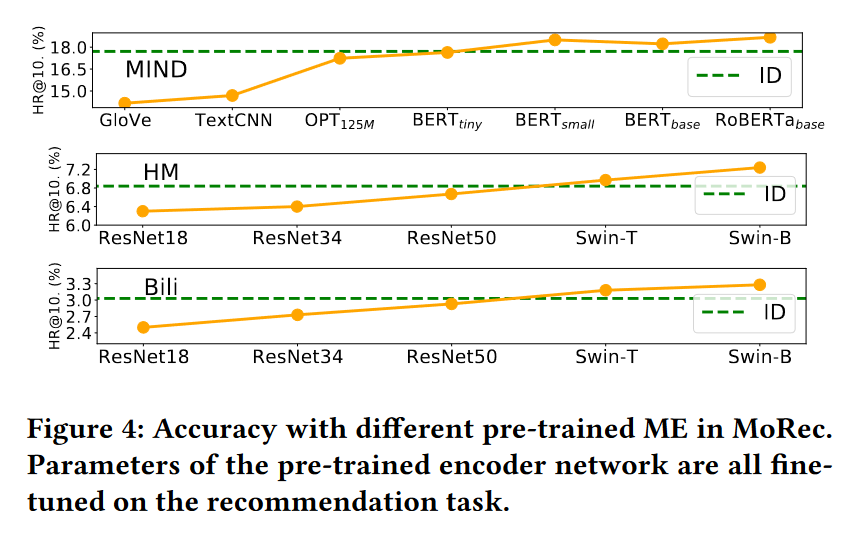 HR@10. (%)
18.0
16.5
15.0
MIND
ID
GloVe TextCNN OPT125M BERTtiny BERTsmall BERTbase RoBERTabase
HR@10. (%)
7.2
6.8
6.4
6.0
HM
ID
ResNet18 ResNet34 ResNet50 Swin-T Swin-B
HR@10. (%)
3.3
3.0
2.7
2.4
Bili
ID
ResNet18 ResNet34 ResNet50 Swin-T Swin-B
Figure 4: Accuracy with different pre-trained ME in MoRec.
Parameters of the pre-trained encoder network are all fine-
tuned on the recommendation task.